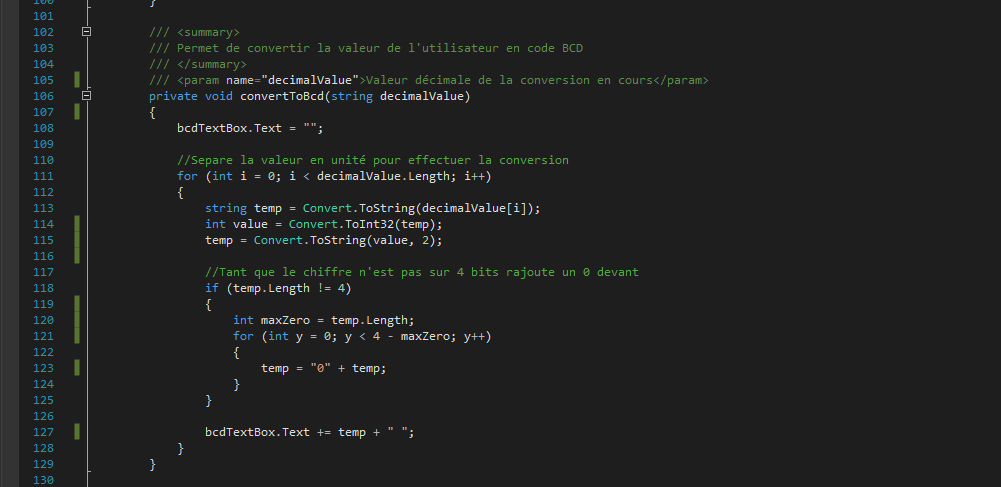 100 }
101
102 /// <summary>
103 /// Permet de convertir la valeur de l'utilisateur en code BCD
104 /// </summary>
105 /// <param name="decimalValue">Valeur décimale de la conversion en cours</param>
106 private void convertToBcd(string decimalValue)
107 {
108 bcdTextBox.Text = "";
109
110 //Separe la valeur en unité pour effectuer la conversion
111 for (int i = 0; i < decimalValue.Length; i++)
112 {
113 string temp = Convert.ToString(decimalValue[i]);
114 int value = Convert.ToInt32(temp);
115 temp = Convert.ToString(value, 2);
116
117 //Tant que le chiffre n'est pas sur 4 bits rajoute un 0 devant
118 if (temp.Length != 4)
119 {
120 int maxZero = temp.Length;
121 for (int y = 0; y < 4 - maxZero; y++)
122 {
123 temp = "0" + temp;
124 }
125 }
126
127 bcdTextBox.Text += temp + " ";
128 }
129 }
130